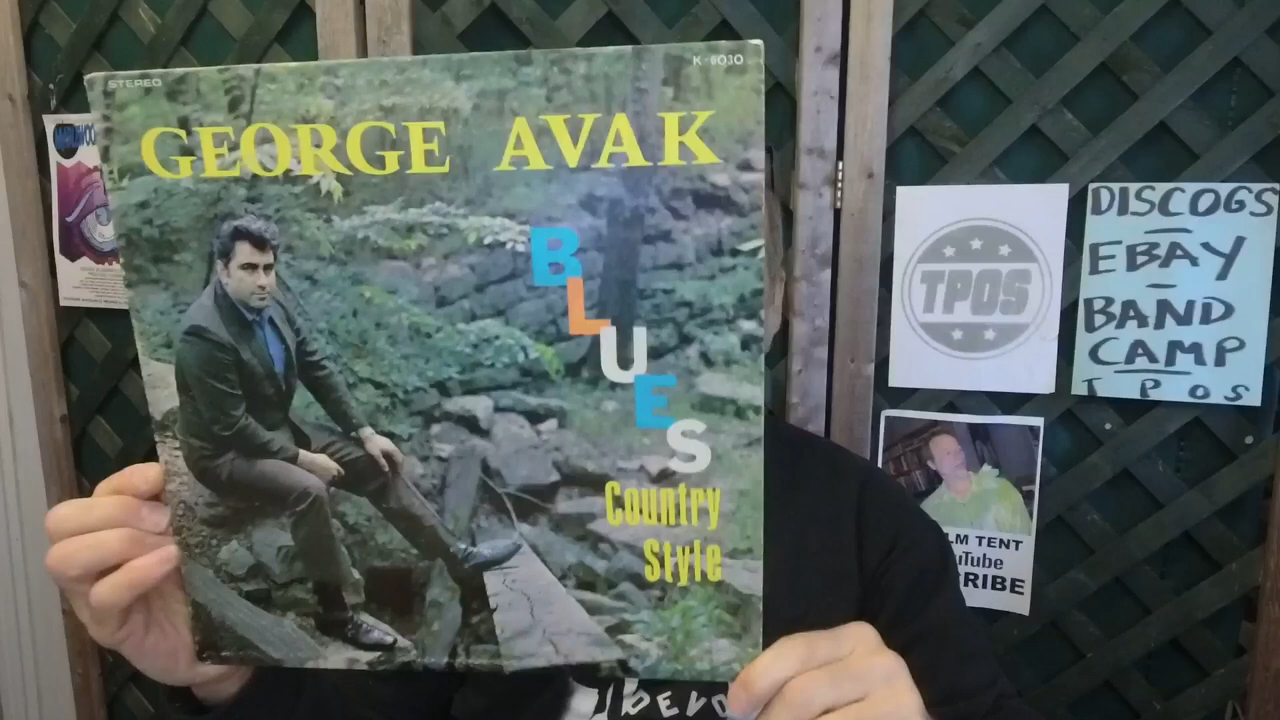 STEREO
K-6030
GEORGE AVAK
BLUES
Country
Style
TPOS
DISCOGS
EBAY
BAND
CAMP
TPOS
LM TENT
uTube
RIBE